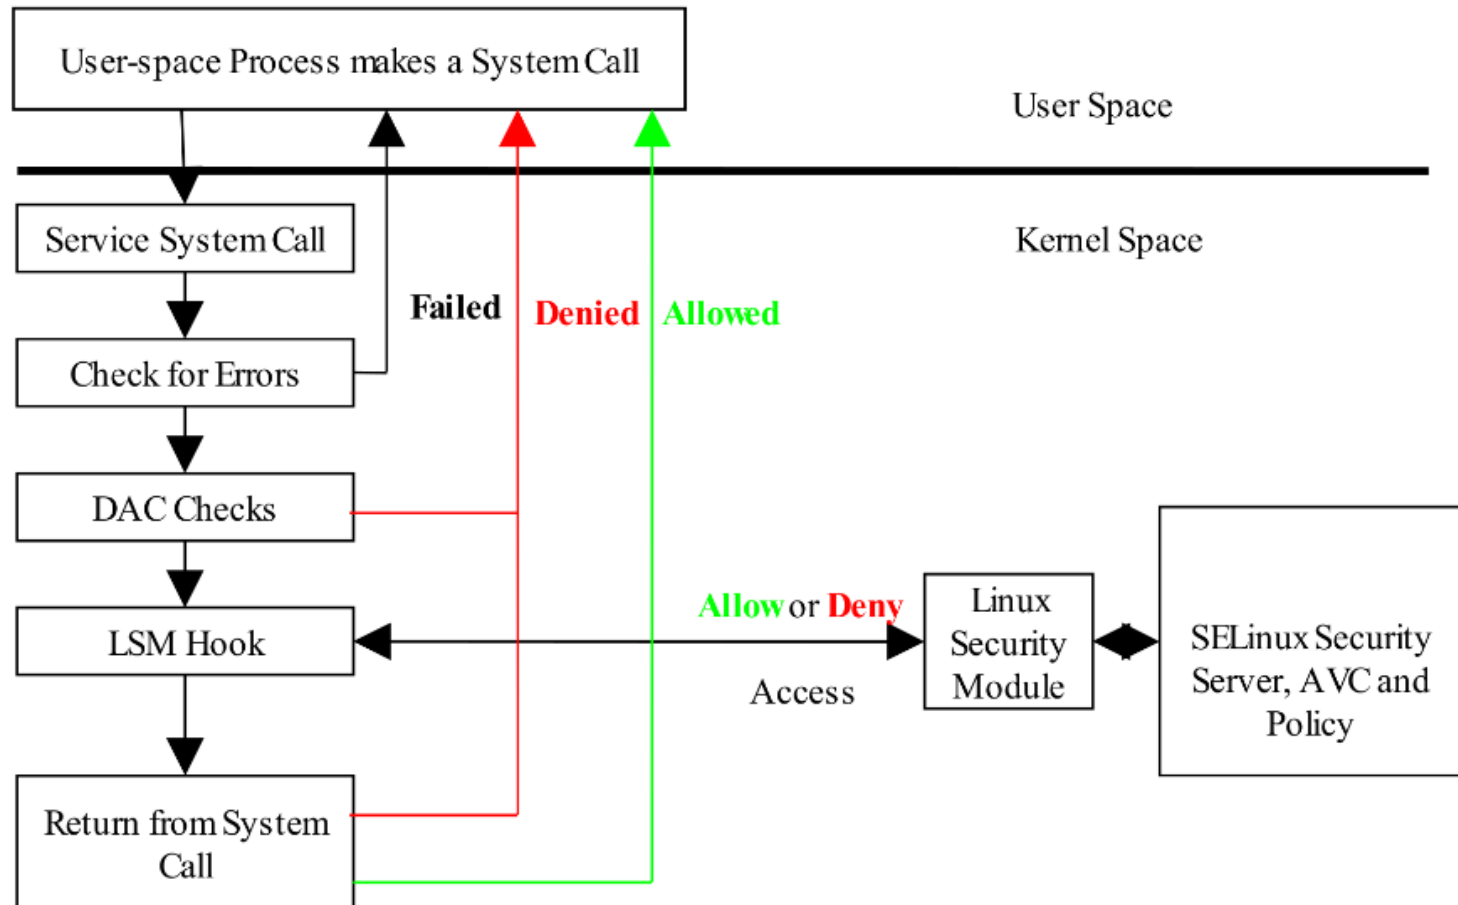 User-space Process makes a System Call
User Space
Service System Call
Kernel Space
Failed
Denied
Allowed
Check for Errors
DAC Checks
LSM Hook
Allow or Deny
Access
Linux
Security
Module
SELinux Security
Server, AVC and
Policy
Return from System
Call